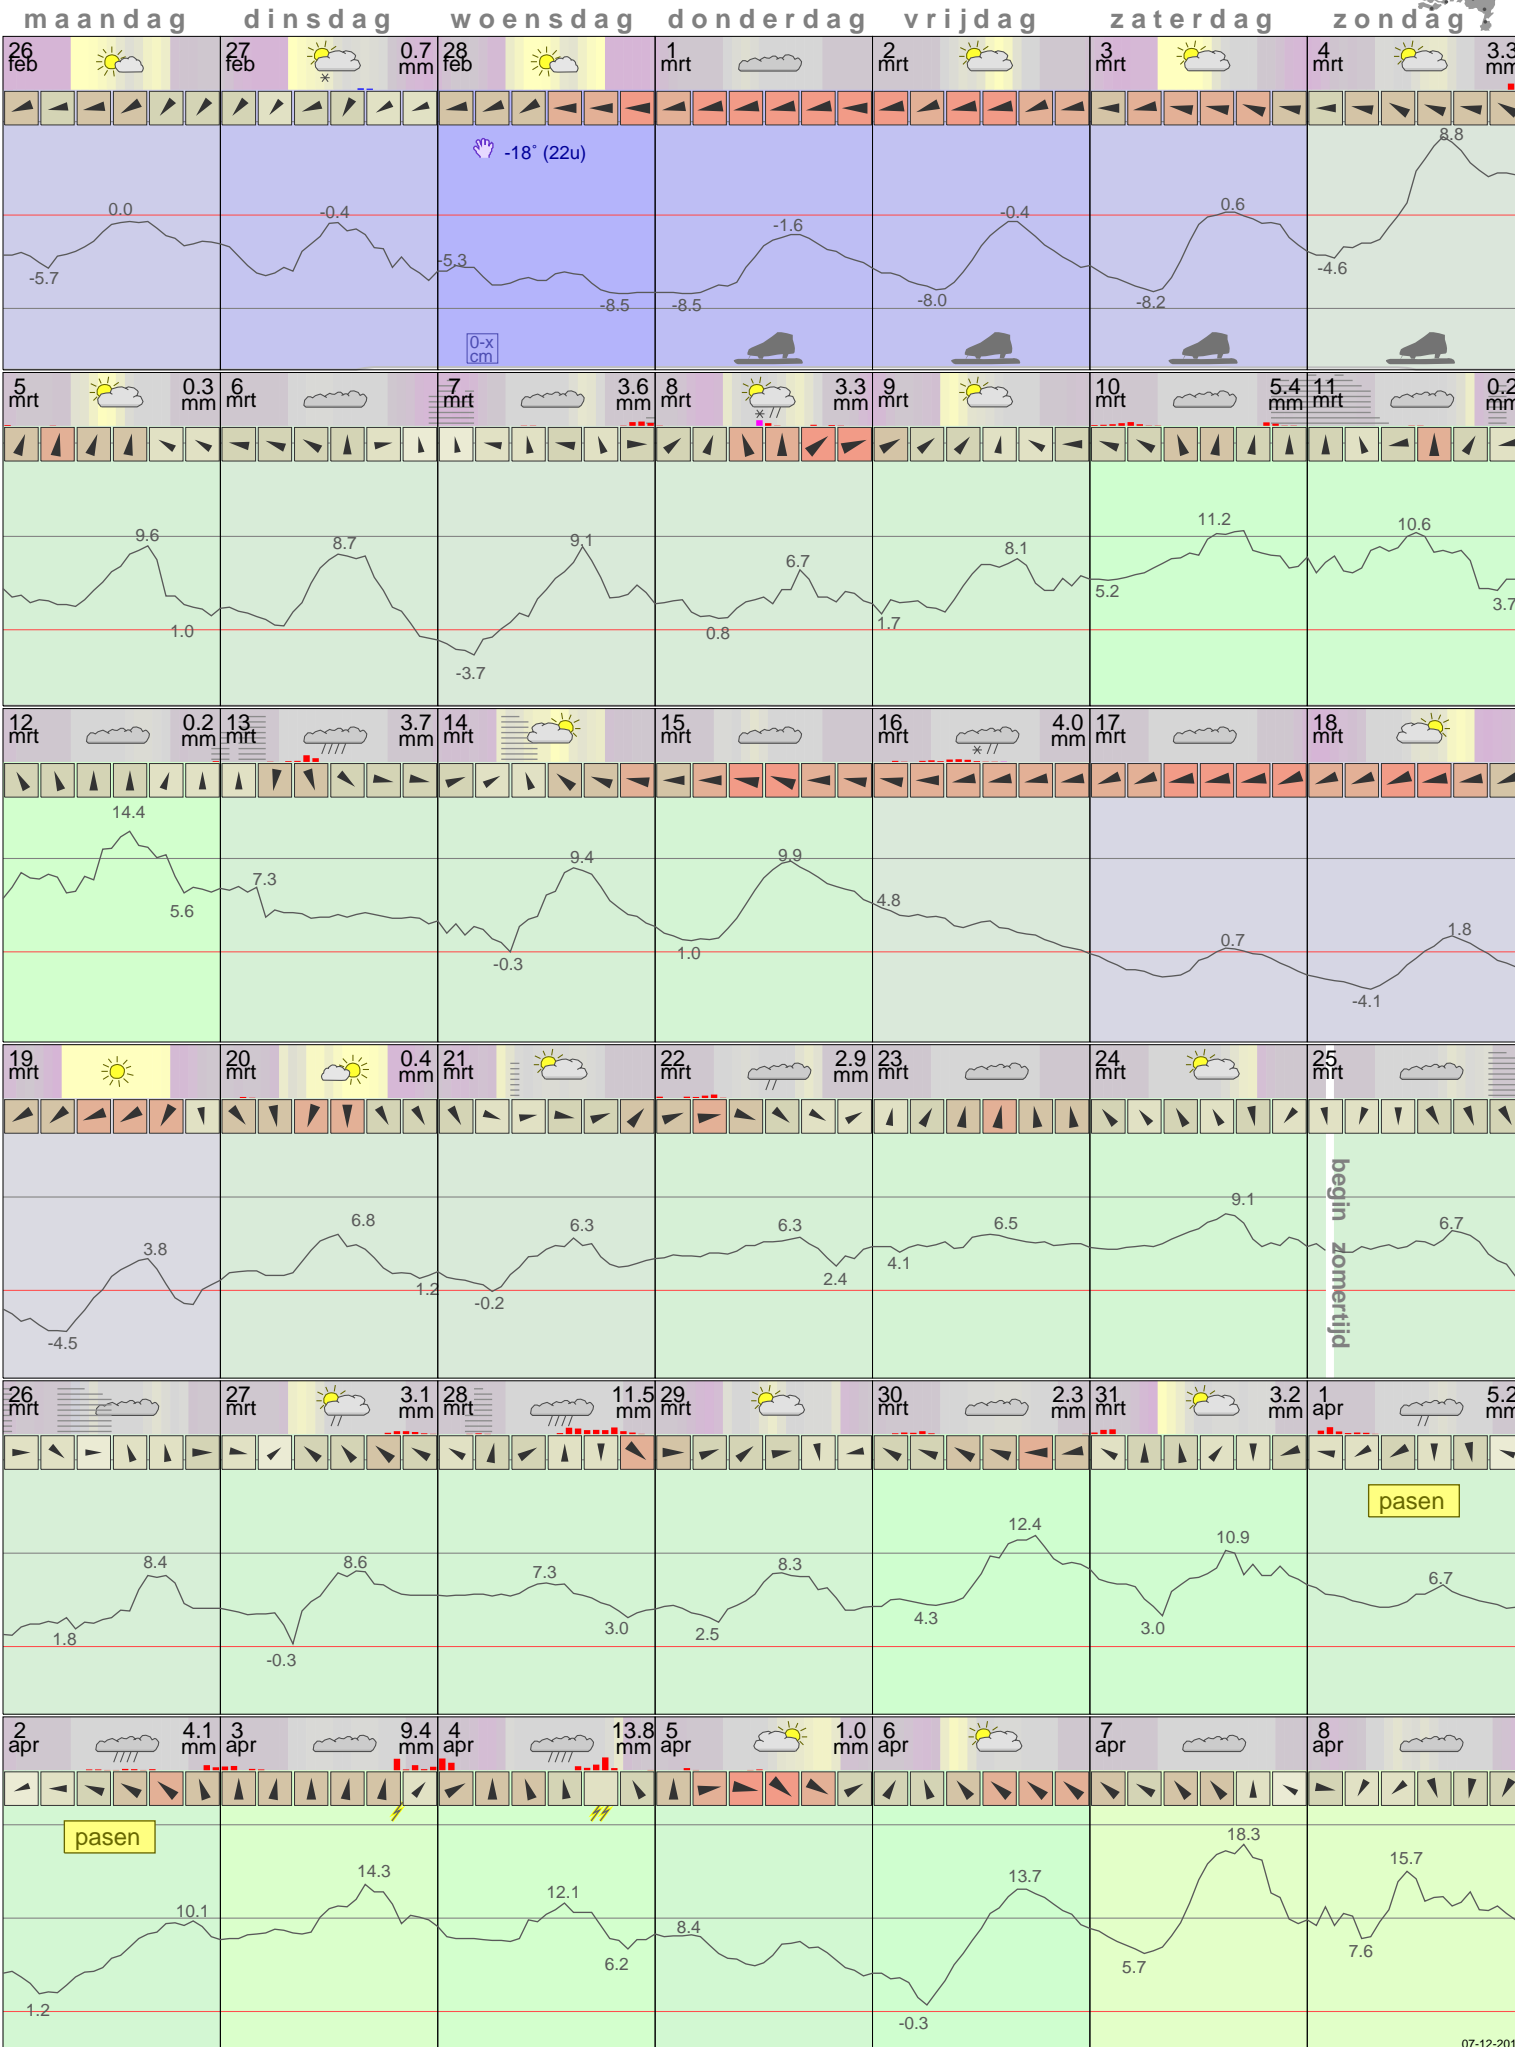 maandag dinsdag woensdag donderdag vrijdag zaterdag zondag
26 27 0.7 28 1 2 3 4 3.3
feb feb mm feb mrt mrt mrt mrt mm
-18° (22u)
8.8
0.0 -0.4 -1.6 -0.4 0.6
-5.7 -5.3 -8.5 -8.5 -8.0 -8.2 -4.6
0-x
cm
5 0.3 6 7 3.6 8 3.3 9 10 5.4 11 0.2
mrt mm mrt mrt mm mrt mm mrt mrt mm mrt mm
9.6 8.7 9.1 6.7 8.1 11.2 10.6
1.0 -3.7 0.8 1.7 5.2 3.7
12 0.2 13 3.7 14 15 16 4.0 17 18
mrt mm mrt mm mrt mrt mrt mm mrt mrt
14.4 7.3 9.4 9.9 4.8 0.7 1.8
5.6 -0.3 1.0 -4.1
19 20 0.4 21 22 2.9 23 24 25
mrt mrt mm mrt mrt mm mrt mrt mrt
begin zomertijd
3.8 6.8 6.3 6.3 6.5 9.1 6.7
-4.5 1.2 -0.2 2.4 4.1
26 27 3.1 28 11.5 29 30 2.3 31 3.2 1 5.2
mrt mrt mm mrt mm mrt mrt mm mrt mm apr mm
pasen
8.4 8.6 7.3 8.3 12.4 10.9 6.7
1.8 -0.3 3.0 2.5 4.3 3.0
2 4.1 3 9.4 4 13.8 5 1.0 6 7 8
apr mm apr mm apr mm apr mm apr apr apr
pasen
10.1 14.3 12.1 8.4 13.7 18.3 15.7
1.2 6.2 -0.3 5.7 7.6
07-12-201